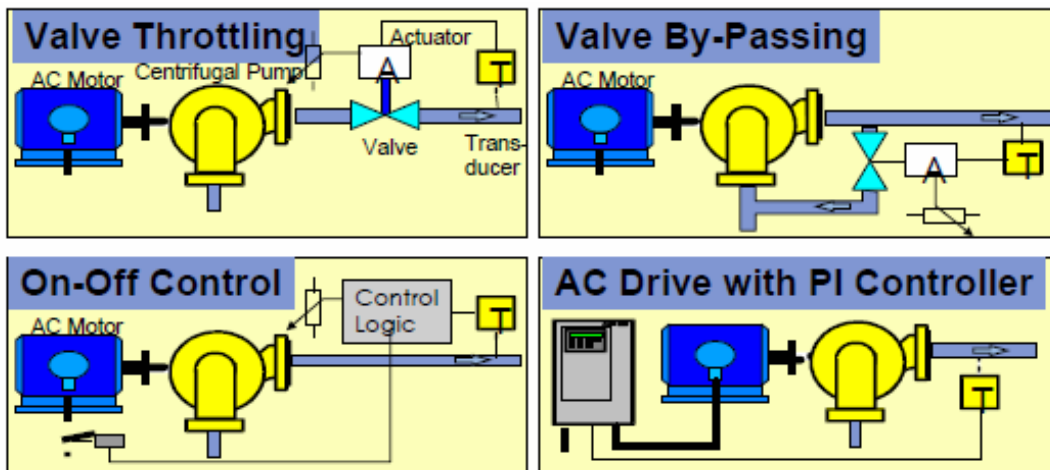 Valve Throttling
Actuator
A
T
AC Motor
Centrifugal Pump
Valve
Trans-
ducer
Valve By-Passing
AC Motor
A
T
On-Off Control
AC Motor
Control
Logic
T
AC Drive with PI Controller
T